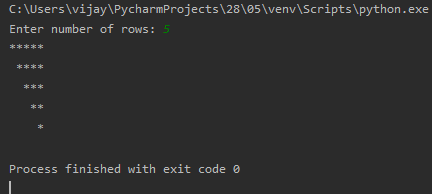 C:\Users\vijay\PycharmProjects\28\05\venv\Scripts\python.exe
Enter number of rows: 5
*****
 ****
  ***
   **
    *
Process finished with exit code 0